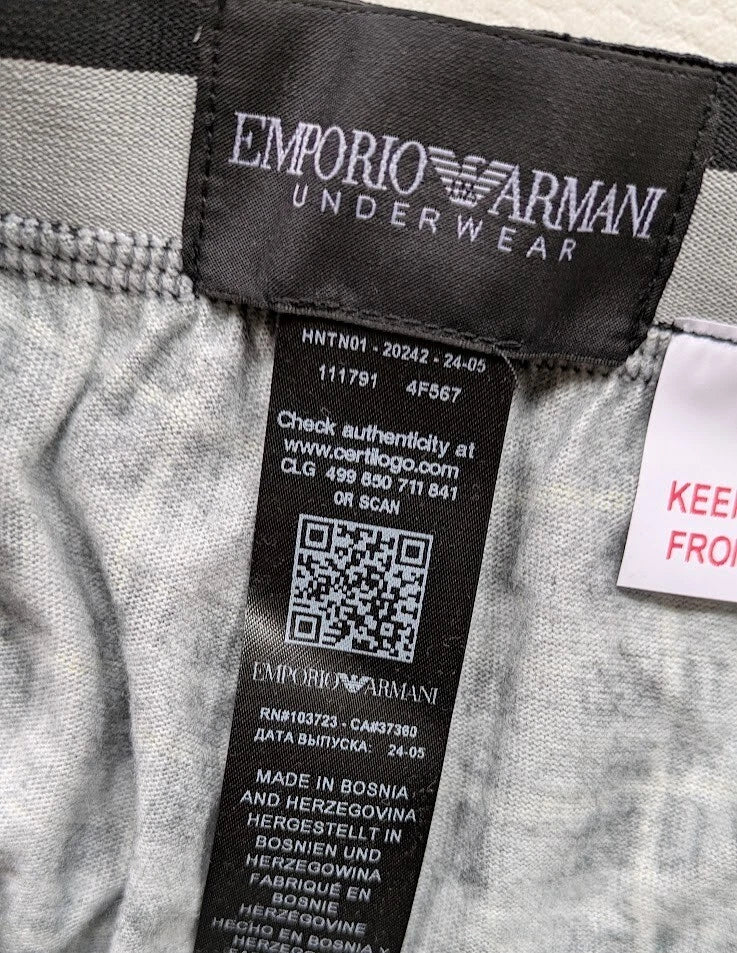 EMPORIO ARMANI
UNDERWEAR
HNTN01 - 20242 - 24-05
111791 4F567
Check authenticity at
www.certilogo.com
CLG 499 850 711 841
OR SCAN
EMPORIO ARMANI
RN#103723 - CA#37360
ДАТА ВЫПУСКА: 24-05
MADE IN BOSNIA
AND HERZEGOVINA
HERGESTELLT IN
BOSNIEN UND
HERZEGOWINA
FABRIQUÉ EN
BOSNIE
HERZÉGOVINE
HECHO EN BOSNIA Y
KEE
FRO